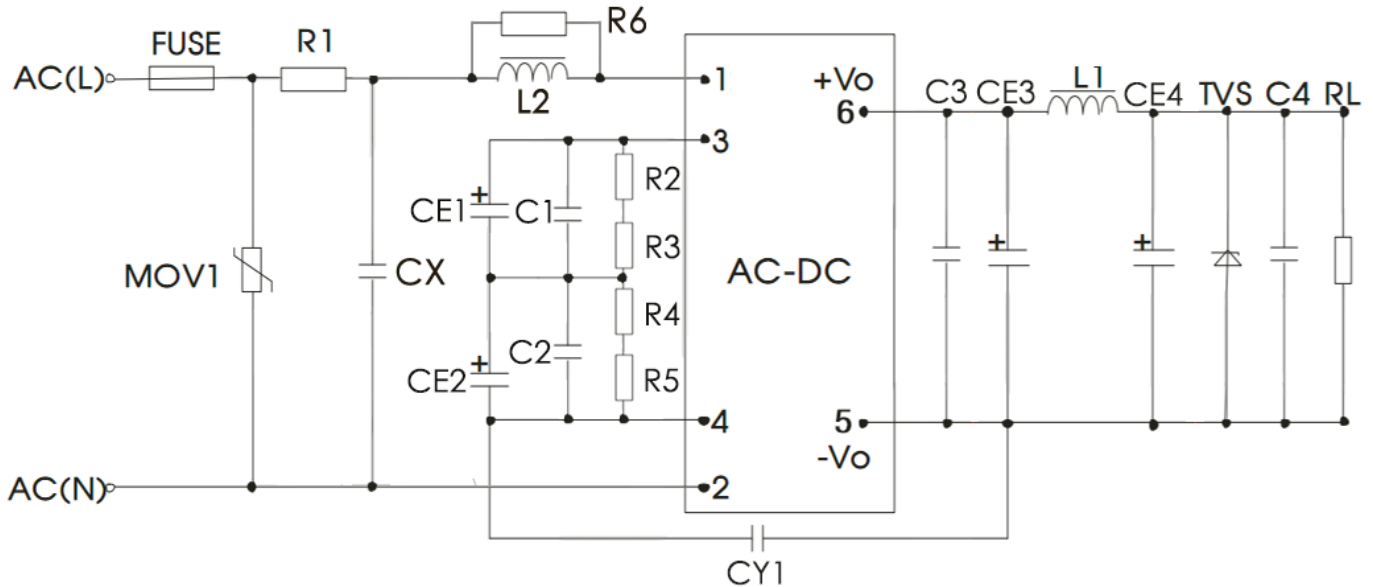 FUSE R1 R6
AC(L) L2 1 +Vo 6 C3 CE3 L1 CE4 TVS C4 RL
3
R2
CE1 + C1
R3
MOV1 CX AC-DC + +
R4
+ C2
CE2 R5
4 5
-Vo
AC(N) 2
CY1